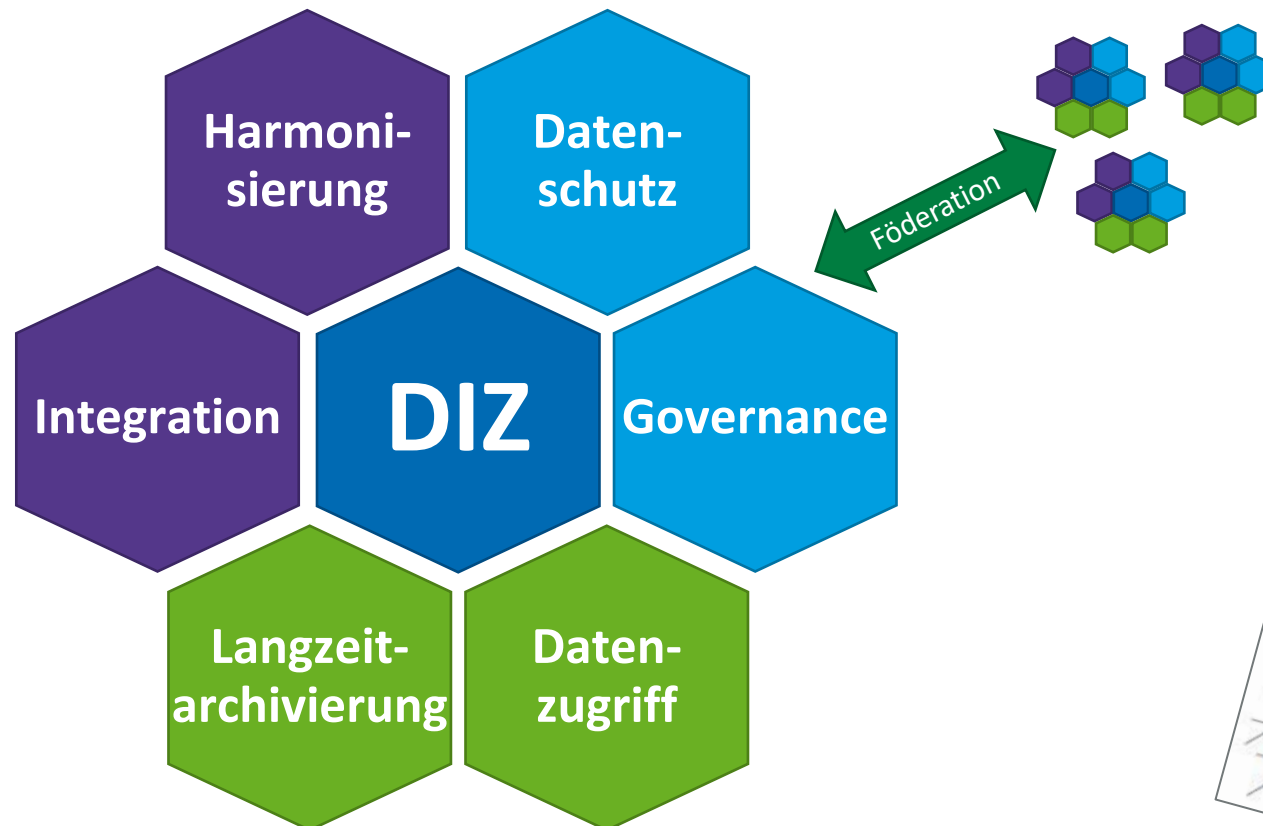 Harmoni-
sierung
Daten-
schutz
Föderation
Integration
DIZ
Governance
Langzeit-
archivierung
Daten-
zugriff